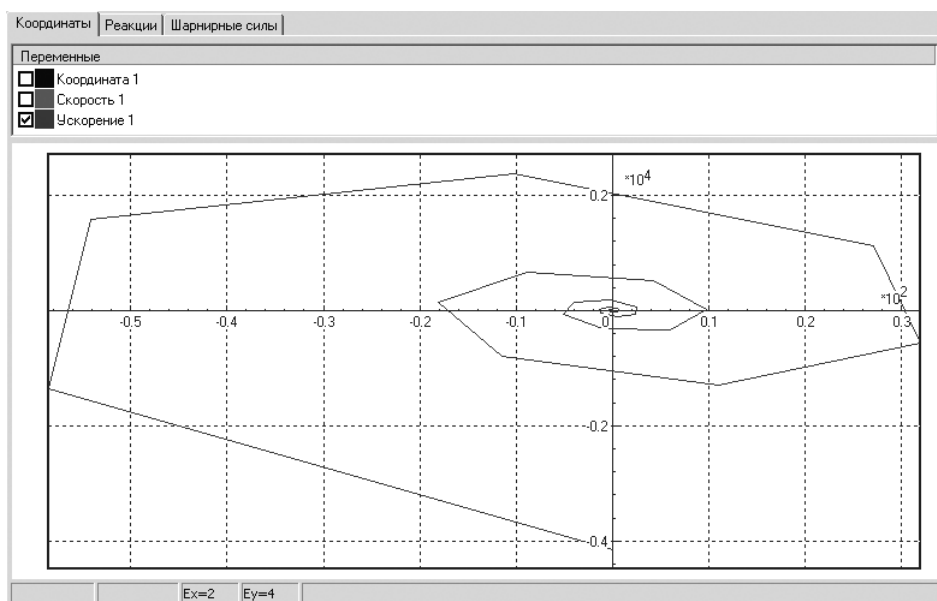 Координаты Реакции Шарнирные силы
Переменные
Координата 1
Скорость 1
Ускорение 1
*10^4
0.2
*10^2
-0.5 -0.4 -0.3 -0.2 -0.1 0 0.1 0.2 0.3
-0.2
-0.4
Ex=2 Ey=4